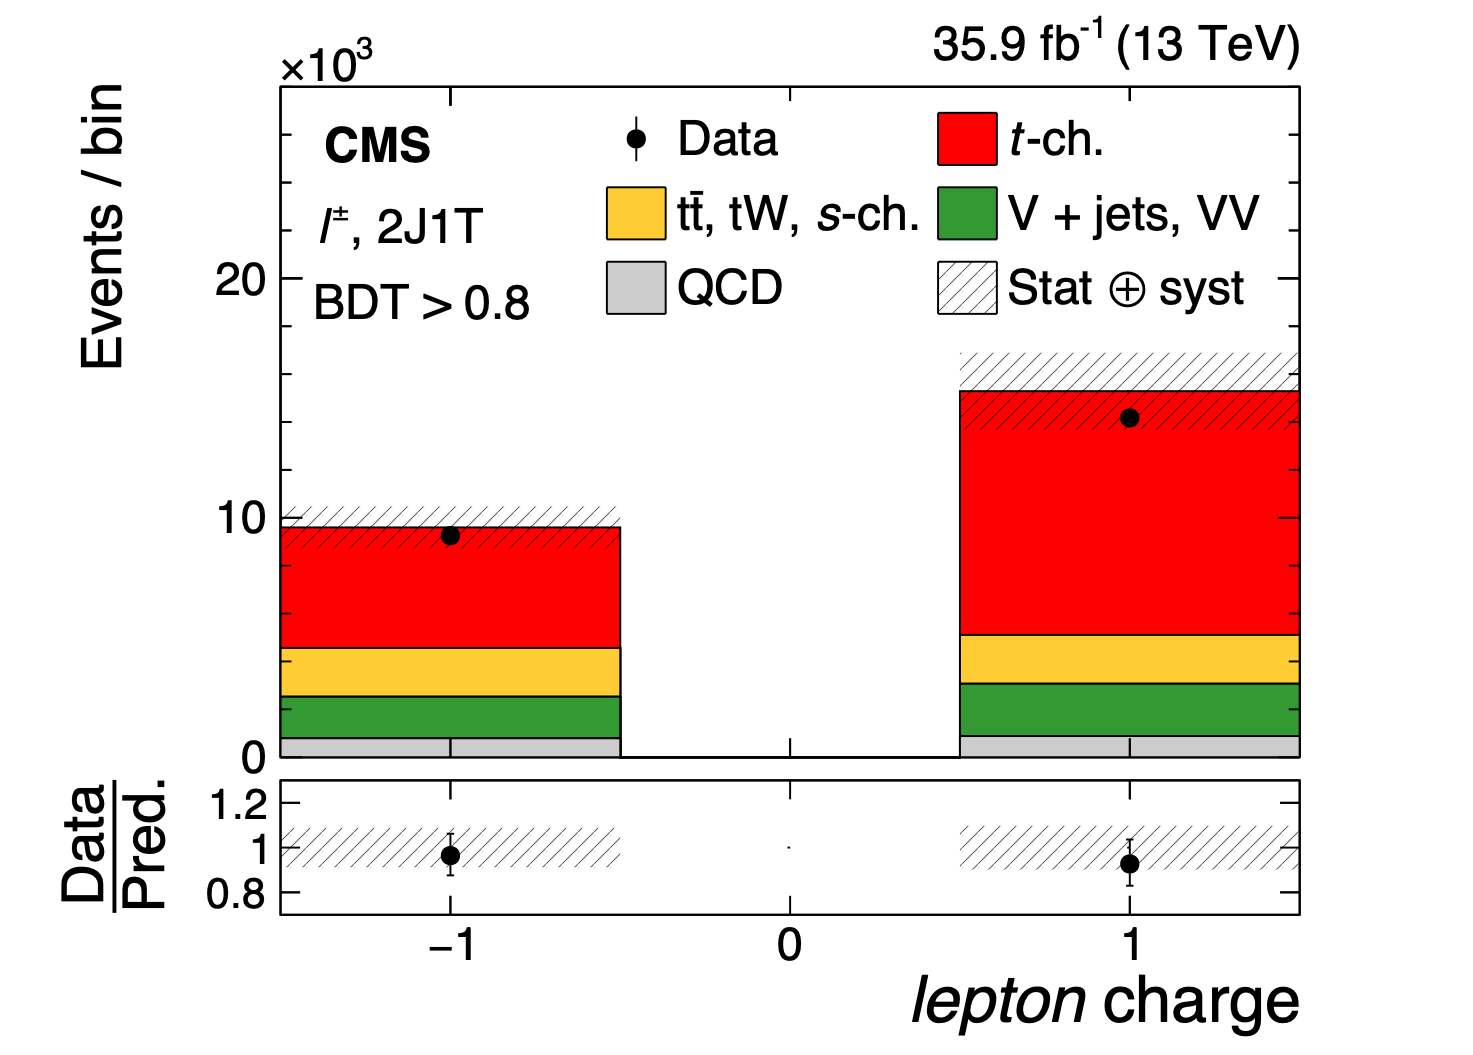 35.9 fb⁻¹ (13 TeV)
×10³
Events / bin
CMS
l±, 2J1T
BDT > 0.8
Data
t-ch.
tt̄, tW, s-ch.
V + jets, VV
QCD
Stat ⊕ syst
20
10
0
Data
Pred.
1.2
1
0.8
−1 0 1
lepton charge